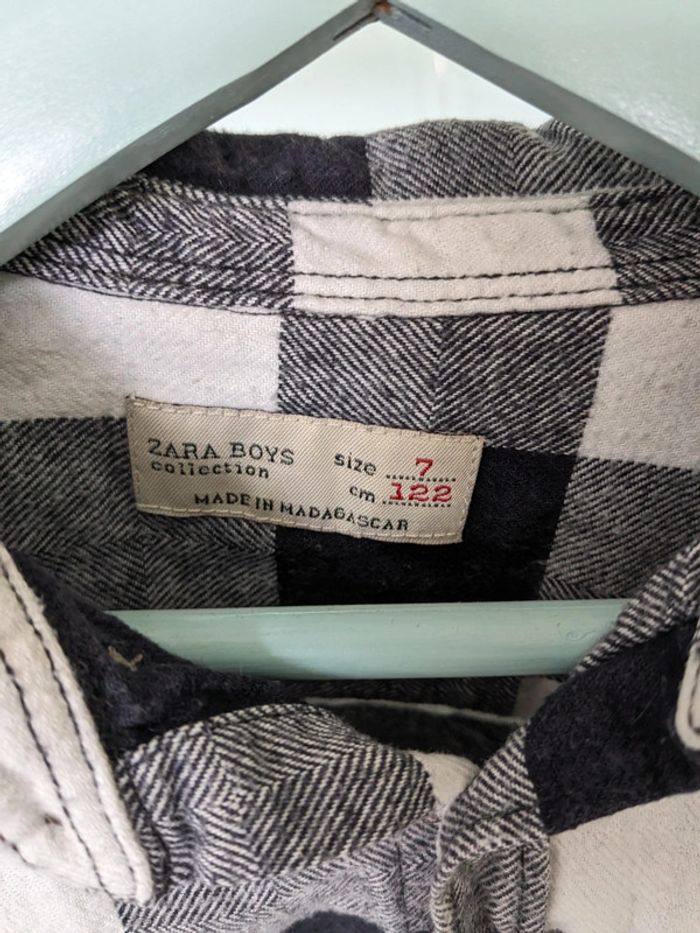 ZARA BOYS
collection
size 7
cm 122
MADE IN MADAGASCAR